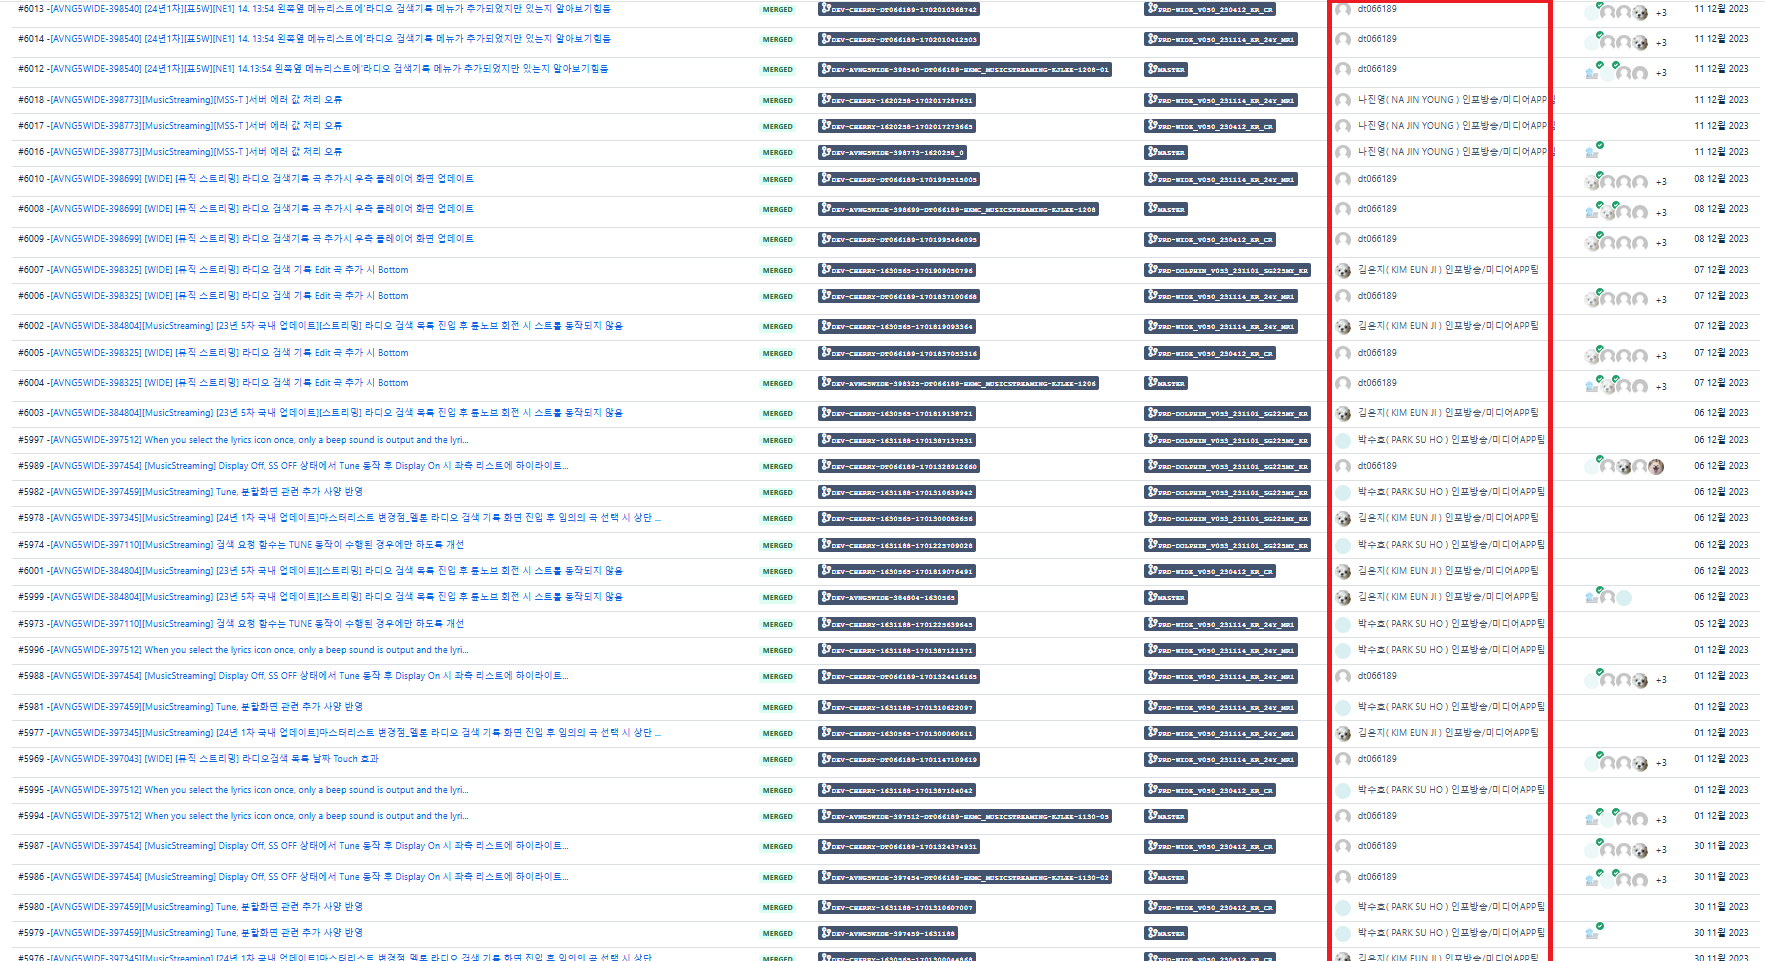 #6013 -[AVNG5WIDE-398540] [24년1차][표5W][NE1] 14. 13:54 왼쪽옆 메뉴리스트에'라디오 검색기록 메뉴가 추가되었지만 있는지 알아보기힘듬 MERGED DEV-CHERRY-DT066189-1702010368742 PRD-WIDE_V050_230412_KR_CR dt066189 +3 11 12월 2023
#6014 -[AVNG5WIDE-398540] [24년1차][표5W][NE1] 14. 13:54 왼쪽옆 메뉴리스트에'라디오 검색기록 메뉴가 추가되었지만 있는지 알아보기힘듬 MERGED DEV-CHERRY-DT066189-1702010412503 PRD-WIDE_V050_231114_KR_24Y_MR1 dt066189 +3 11 12월 2023
#6012 -[AVNG5WIDE-398540] [24년1차][표5W][NE1] 14.13:54 왼쪽옆 메뉴리스트에'라디오 검색기록 메뉴가 추가되었지만 있는지 알아보기힘듬 MERGED DEV-AVNG5WIDE-398540-DT066189-HKMC_MUSICSTREAMING-KJLEE-1208-01 MASTER dt066189 +3 11 12월 2023
#6018 -[AVNG5WIDE-398773][MusicStreaming][MSS-T ]서버 에러 값 처리 오류 MERGED DEV-CHERRY-1620258-1702017287631 PRD-WIDE_V050_231114_KR_24Y_MR1 나진영( NA JIN YOUNG ) 인포방송/미디어APP팀 11 12월 2023
#6017 -[AVNG5WIDE-398773][MusicStreaming][MSS-T ]서버 에러 값 처리 오류 MERGED DEV-CHERRY-1620258-1702017273665 PRD-WIDE_V050_230412_KR_CR 나진영( NA JIN YOUNG ) 인포방송/미디어APP팀 11 12월 2023
#6016 -[AVNG5WIDE-398773][MusicStreaming][MSS-T ]서버 에러 값 처리 오류 MERGED DEV-AVNG5WIDE-398773-1620258_0 MASTER 나진영( NA JIN YOUNG ) 인포방송/미디어APP팀 11 12월 2023
#6010 -[AVNG5WIDE-398699] [WIDE] [뮤직 스트리밍] 라디오 검색기록 곡 추가시 우측 플레이어 화면 업데이트 MERGED DEV-CHERRY-DT066189-1701995515005 PRD-WIDE_V050_231114_KR_24Y_MR1 dt066189 +3 08 12월 2023
#6008 -[AVNG5WIDE-398699] [WIDE] [뮤직 스트리밍] 라디오 검색기록 곡 추가시 우측 플레이어 화면 업데이트 MERGED DEV-AVNG5WIDE-398699-DT066189-HKMC_MUSICSTREAMING-KJLEE-1208 MASTER dt066189 +3 08 12월 2023
#6009 -[AVNG5WIDE-398699] [WIDE] [뮤직 스트리밍] 라디오 검색기록 곡 추가시 우측 플레이어 화면 업데이트 MERGED DEV-CHERRY-DT066189-1701995464095 PRD-WIDE_V050_230412_KR_CR dt066189 +3 08 12월 2023
#6007 -[AVNG5WIDE-398325] [WIDE] [뮤직 스트리밍] 라디오 검색 기록 Edit 곡 추가 시 Bottom MERGED DEV-CHERRY-1630565-1701909050796 PRD-DOLPHIN_V053_231101_SG225MY_KR 김은지( KIM EUN JI ) 인포방송/미디어APP팀 07 12월 2023
#6006 -[AVNG5WIDE-398325] [WIDE] [뮤직 스트리밍] 라디오 검색 기록 Edit 곡 추가 시 Bottom MERGED DEV-CHERRY-DT066189-1701837100668 PRD-WIDE_V050_231114_KR_24Y_MR1 dt066189 +3 07 12월 2023
#6002 -[AVNG5WIDE-384804][MusicStreaming] [23년 5차 국내 업데이트][스트리밍] 라디오 검색 목록 진입 후 튠노브 회전 시 스트롤 동작되지 않음 MERGED DEV-CHERRY-1630565-1701819093364 PRD-WIDE_V050_231114_KR_24Y_MR1 김은지( KIM EUN JI ) 인포방송/미디어APP팀 07 12월 2023
#6005 -[AVNG5WIDE-398325] [WIDE] [뮤직 스트리밍] 라디오 검색 기록 Edit 곡 추가 시 Bottom MERGED DEV-CHERRY-DT066189-1701837053316 PRD-WIDE_V050_230412_KR_CR dt066189 +3 07 12월 2023
#6004 -[AVNG5WIDE-398325] [WIDE] [뮤직 스트리밍] 라디오 검색 기록 Edit 곡 추가 시 Bottom MERGED DEV-AVNG5WIDE-398325-DT066189-HKMC_MUSICSTREAMING-KJLEE-1206 MASTER dt066189 +3 07 12월 2023
#6003 -[AVNG5WIDE-384804][MusicStreaming] [23년 5차 국내 업데이트][스트리밍] 라디오 검색 목록 진입 후 튠노브 회전 시 스트롤 동작되지 않음 MERGED DEV-CHERRY-1630565-1701819138721 PRD-DOLPHIN_V053_231101_SG225MY_KR 김은지( KIM EUN JI ) 인포방송/미디어APP팀 06 12월 2023
#5997 -[AVNG5WIDE-397512] When you select the lyrics icon once, only a beep sound is output and the lyri... MERGED DEV-CHERRY-1631188-1701387137531 PRD-DOLPHIN_V053_231101_SG225MY_KR 박수호( PARK SU HO ) 인포방송/미디어APP팀 06 12월 2023
#5989 -[AVNG5WIDE-397454] [MusicStreaming] Display Off, SS OFF 상태에서 Tune 동작 후 Display On 시 좌측 리스트에 하이라이트... MERGED DEV-CHERRY-DT066189-1701328912660 PRD-DOLPHIN_V053_231101_SG225MY_KR dt066189 06 12월 2023
#5982 -[AVNG5WIDE-397459][MusicStreaming] Tune, 분할화면 관련 추가 사양 반영 MERGED DEV-CHERRY-1631188-1701310639942 PRD-DOLPHIN_V053_231101_SG225MY_KR 박수호( PARK SU HO ) 인포방송/미디어APP팀 06 12월 2023
#5978 -[AVNG5WIDE-397345][MusicStreaming] [24년 1차 국내 업데이트]마스터리스트 변경점_멜론 라디오 검색 기록 화면 진입 후 임의의 곡 선택 시 상단 ... MERGED DEV-CHERRY-1630565-1701300082656 PRD-DOLPHIN_V053_231101_SG225MY_KR 김은지( KIM EUN JI ) 인포방송/미디어APP팀 06 12월 2023
#5974 -[AVNG5WIDE-397110][MusicStreaming] 검색 요청 함수는 TUNE 동작이 수행된 경우에만 하도록 개선 MERGED DEV-CHERRY-1631188-1701225709028 PRD-DOLPHIN_V053_231101_SG225MY_KR 박수호( PARK SU HO ) 인포방송/미디어APP팀 06 12월 2023
#6001 -[AVNG5WIDE-384804][MusicStreaming] [23년 5차 국내 업데이트][스트리밍] 라디오 검색 목록 진입 후 튠노브 회전 시 스트롤 동작되지 않음 MERGED DEV-CHERRY-1630565-1701819076491 PRD-WIDE_V050_230412_KR_CR 김은지( KIM EUN JI ) 인포방송/미디어APP팀 06 12월 2023
#5999 -[AVNG5WIDE-384804][MusicStreaming] [23년 5차 국내 업데이트][스트리밍] 라디오 검색 목록 진입 후 튠노브 회전 시 스트롤 동작되지 않음 MERGED DEV-AVNG5WIDE-384804-1630565 MASTER 김은지( KIM EUN JI ) 인포방송/미디어APP팀 06 12월 2023
#5973 -[AVNG5WIDE-397110][MusicStreaming] 검색 요청 함수는 TUNE 동작이 수행된 경우에만 하도록 개선 MERGED DEV-CHERRY-1631188-1701225639645 PRD-WIDE_V050_231114_KR_24Y_MR1 박수호( PARK SU HO ) 인포방송/미디어APP팀 05 12월 2023
#5996 -[AVNG5WIDE-397512] When you select the lyrics icon once, only a beep sound is output and the lyri... MERGED DEV-CHERRY-1631188-1701387121371 PRD-WIDE_V050_231114_KR_24Y_MR1 박수호( PARK SU HO ) 인포방송/미디어APP팀 01 12월 2023
#5988 -[AVNG5WIDE-397454] [MusicStreaming] Display Off, SS OFF 상태에서 Tune 동작 후 Display On 시 좌측 리스트에 하이라이트... MERGED DEV-CHERRY-DT066189-1701324416165 PRD-WIDE_V050_231114_KR_24Y_MR1 dt066189 +3 01 12월 2023
#5981 -[AVNG5WIDE-397459][MusicStreaming] Tune, 분할화면 관련 추가 사양 반영 MERGED DEV-CHERRY-1631188-1701310622097 PRD-WIDE_V050_231114_KR_24Y_MR1 박수호( PARK SU HO ) 인포방송/미디어APP팀 01 12월 2023
#5977 -[AVNG5WIDE-397345][MusicStreaming] [24년 1차 국내 업데이트]마스터리스트 변경점_멜론 라디오 검색 기록 화면 진입 후 임의의 곡 선택 시 상단 ... MERGED DEV-CHERRY-1630565-1701300060611 PRD-WIDE_V050_231114_KR_24Y_MR1 김은지( KIM EUN JI ) 인포방송/미디어APP팀 01 12월 2023
#5969 -[AVNG5WIDE-397043] [WIDE] [뮤직 스트리밍] 라디오검색 목록 날짜 Touch 효과 MERGED DEV-CHERRY-DT066189-1701147109619 PRD-WIDE_V050_231114_KR_24Y_MR1 dt066189 +3 01 12월 2023
#5995 -[AVNG5WIDE-397512] When you select the lyrics icon once, only a beep sound is output and the lyri... MERGED DEV-CHERRY-1631188-1701387104042 PRD-WIDE_V050_230412_KR_CR 박수호( PARK SU HO ) 인포방송/미디어APP팀 01 12월 2023
#5994 -[AVNG5WIDE-397512] When you select the lyrics icon once, only a beep sound is output and the lyri... MERGED DEV-AVNG5WIDE-397512-DT066189-HKMC_MUSICSTREAMING-KJLEE-1130-05 MASTER dt066189 +3 01 12월 2023
#5987 -[AVNG5WIDE-397454] [MusicStreaming] Display Off, SS OFF 상태에서 Tune 동작 후 Display On 시 좌측 리스트에 하이라이트... MERGED DEV-CHERRY-DT066189-1701324374931 PRD-WIDE_V050_230412_KR_CR dt066189 +3 30 11월 2023
#5986 -[AVNG5WIDE-397454] [MusicStreaming] Display Off, SS OFF 상태에서 Tune 동작 후 Display On 시 좌측 리스트에 하이라이트... MERGED DEV-AVNG5WIDE-397454-DT066189-HKMC_MUSICSTREAMING-KJLEE-1130-02 MASTER dt066189 +3 30 11월 2023
#5980 -[AVNG5WIDE-397459][MusicStreaming] Tune, 분할화면 관련 추가 사양 반영 MERGED DEV-CHERRY-1631188-1701310607007 PRD-WIDE_V050_230412_KR_CR 박수호( PARK SU HO ) 인포방송/미디어APP팀 30 11월 2023
#5979 -[AVNG5WIDE-397459][MusicStreaming] Tune, 분할화면 관련 추가 사양 반영 MERGED DEV-AVNG5WIDE-397459-1631188 MASTER 박수호( PARK SU HO ) 인포방송/미디어APP팀 30 11월 2023
#5976 -[AVNG5WIDE-397345][MusicStreaming] [24년 1차 국내 업데이트]마스터리스트 변경점_멜론 라디오 검색 기록 화면 진입 후 임의의 곡 선택 시 상단 MERGED DEV-CHERRY-1630565-1701300044868 PRD-WIDE_V050_230412_KR_CR 김은지( KIM EUN JI ) 인포방송/미디어APP팀 30 11월 2023